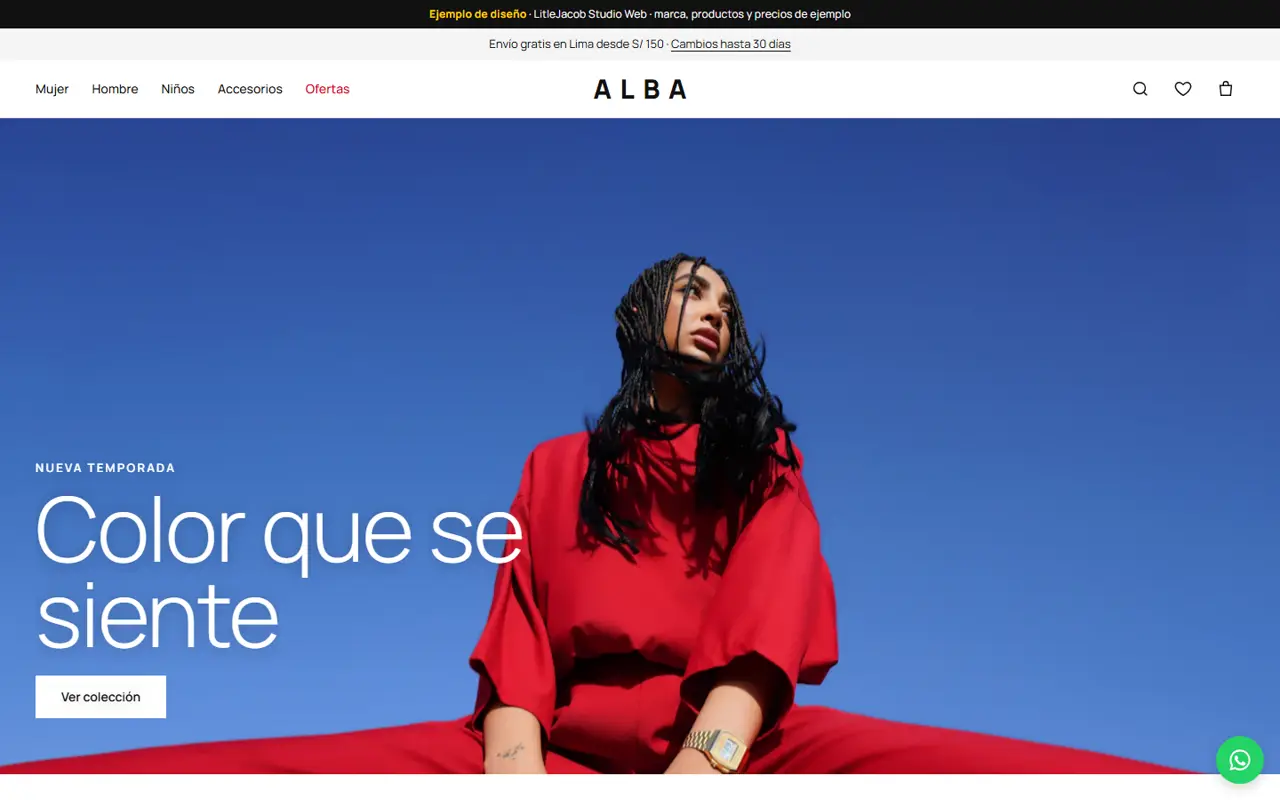 Ejemplo de diseño · LitleJacob Studio Web · marca, productos y precios de ejemplo
Envío gratis en Lima desde S/ 150 · Cambios hasta 30 días
Mujer Hombre Niños Accesorios Ofertas
ALBA
NUEVA TEMPORADA
Color que se
siente
Ver colección